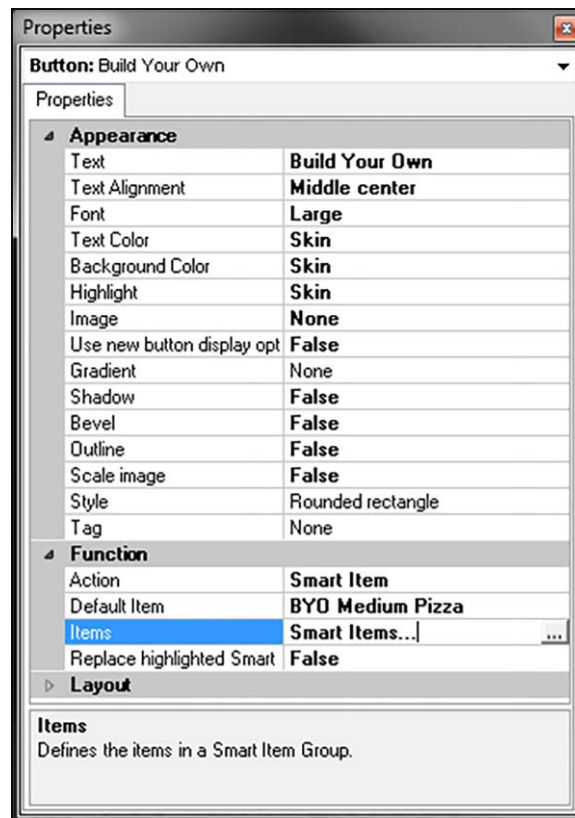 Properties
Button: Build Your Own
Properties
Appearance
Text Build Your Own
Text Alignment Middle center
Font Large
Text Color Skin
Background Color Skin
Highlight Skin
Image None
Use new button display opt False
Gradient None
Shadow False
Bevel False
Outline False
Scale image False
Style Rounded rectangle
Tag None
Function
Action Smart Item
Default Item BYO Medium Pizza
Items Smart Items... ...
Replace highlighted Smart False
Layout
Items
Defines the items in a Smart Item Group.